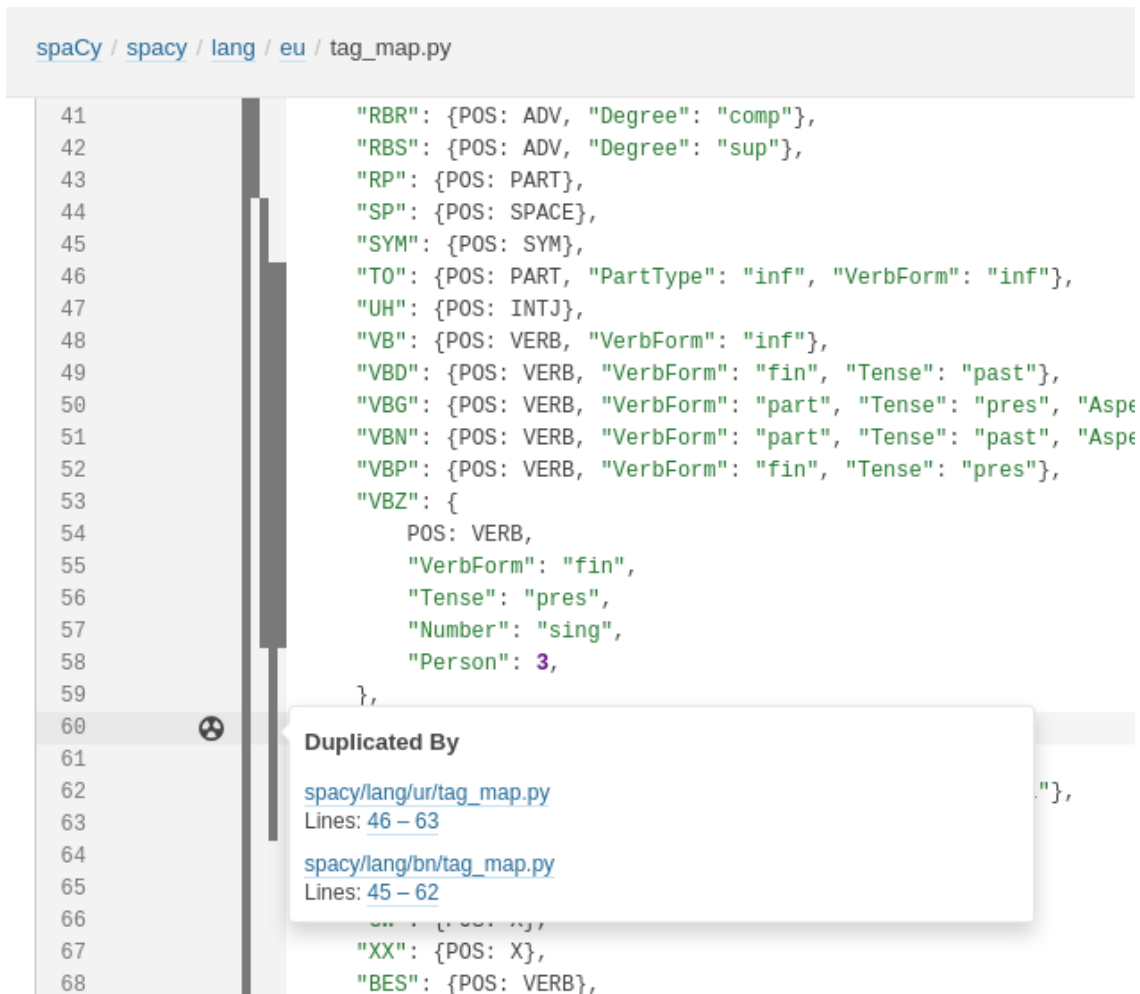 spaCy / spacy / lang / eu / tag_map.py
41 "RBR": {POS: ADV, "Degree": "comp"},
42 "RBS": {POS: ADV, "Degree": "sup"},
43 "RP": {POS: PART},
44 "SP": {POS: SPACE},
45 "SYM": {POS: SYM},
46 "TO": {POS: PART, "PartType": "inf", "VerbForm": "inf"},
47 "UH": {POS: INTJ},
48 "VB": {POS: VERB, "VerbForm": "inf"},
49 "VBD": {POS: VERB, "VerbForm": "fin", "Tense": "past"},
50 "VBG": {POS: VERB, "VerbForm": "part", "Tense": "pres", "Aspe
51 "VBN": {POS: VERB, "VerbForm": "part", "Tense": "past", "Aspe
52 "VBP": {POS: VERB, "VerbForm": "fin", "Tense": "pres"},
53 "VBZ": {
54 POS: VERB,
55 "VerbForm": "fin",
56 "Tense": "pres",
57 "Number": "sing",
58 "Person": 3,
59 },
60
Duplicated By
61
spacy/lang/ur/tag_map.py
62 "},
Lines: 46 – 63
63
64
spacy/lang/bn/tag_map.py
65
Lines: 45 – 62
66 {POS: X},
67 "XX": {POS: X},
68 "BES": {POS: VERB},